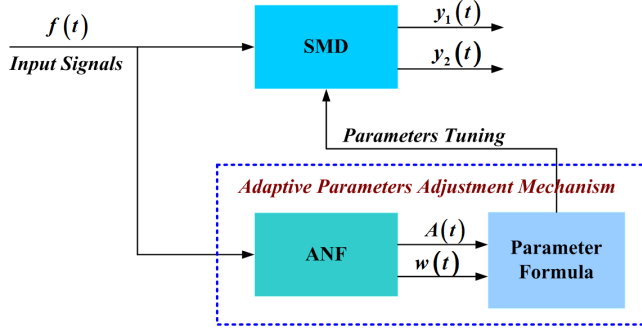 f(t)
Input Signals
SMD
y₁(t)
y₂(t)
Parameters Tuning
Adaptive Parameters Adjustment Mechanism
ANF
A(t)
w(t)
Parameter
Formula